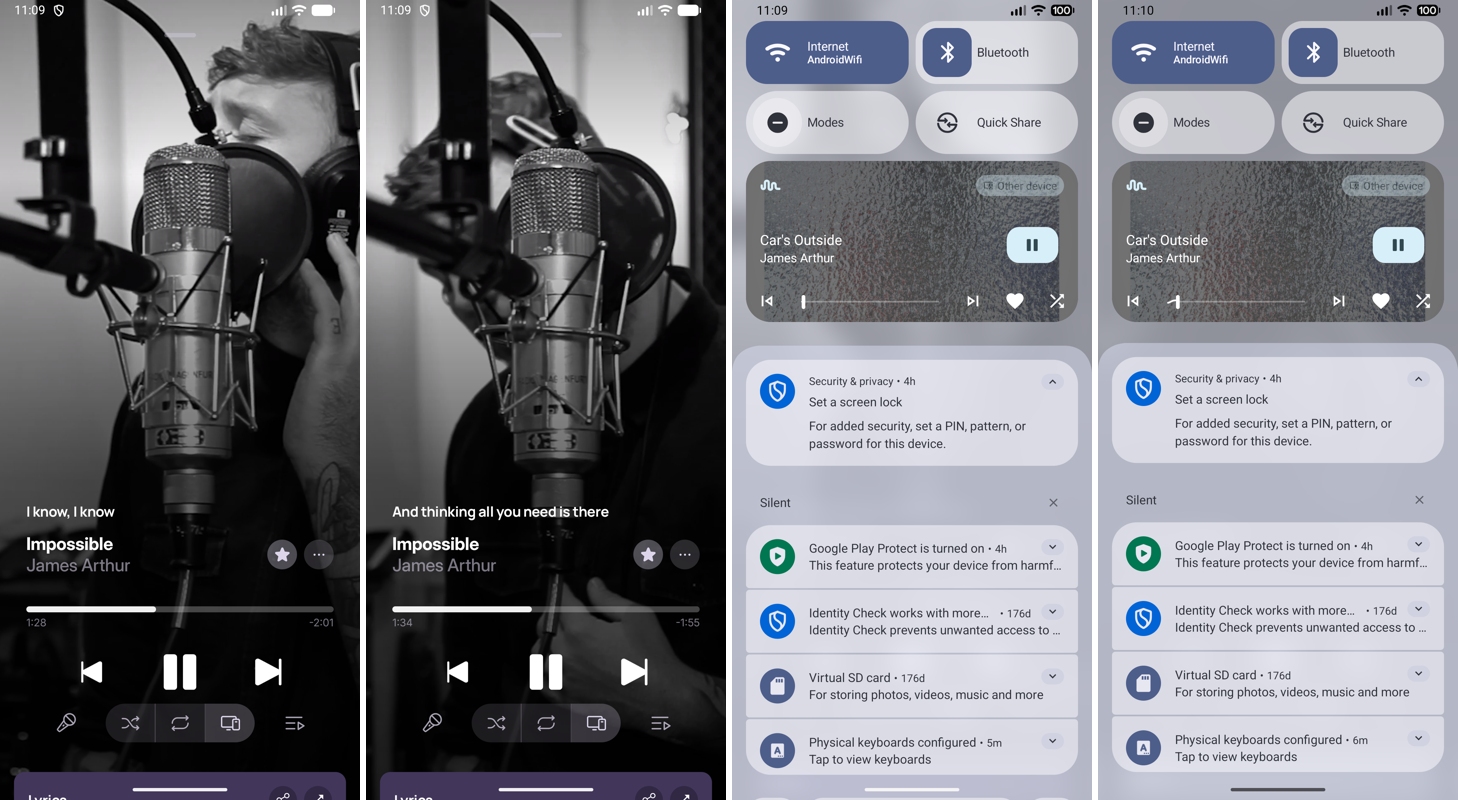 11:09
I know, I know
Impossible
James Arthur
1:28
-2:01
Lyrics
11:09
And thinking all you need is there
Impossible
James Arthur
1:34
-1:55
Lyrics
11:09
100
Internet
AndroidWifi
Bluetooth
Modes
Quick Share
Other device
Car's Outside
James Arthur
Security & privacy • 4h
Set a screen lock
For added security, set a PIN, pattern, or
password for this device.
Silent
Google Play Protect is turned on • 4h
This feature protects your device from harmf…
Identity Check works with more… • 176d
Identity Check prevents unwanted access to …
Virtual SD card • 176d
For storing photos, videos, music and more
A
Physical keyboards configured • 5m
Tap to view keyboards
11:10
100
Internet
AndroidWifi
Bluetooth
Modes
Quick Share
Other device
Car's Outside
James Arthur
Security & privacy • 4h
Set a screen lock
For added security, set a PIN, pattern, or
password for this device.
Silent
Google Play Protect is turned on • 4h
This feature protects your device from harmf…
Identity Check works with more… • 176d
Identity Check prevents unwanted access to …
Virtual SD card • 176d
For storing photos, videos, music and more
A
Physical keyboards configured • 6m
Tap to view keyboards